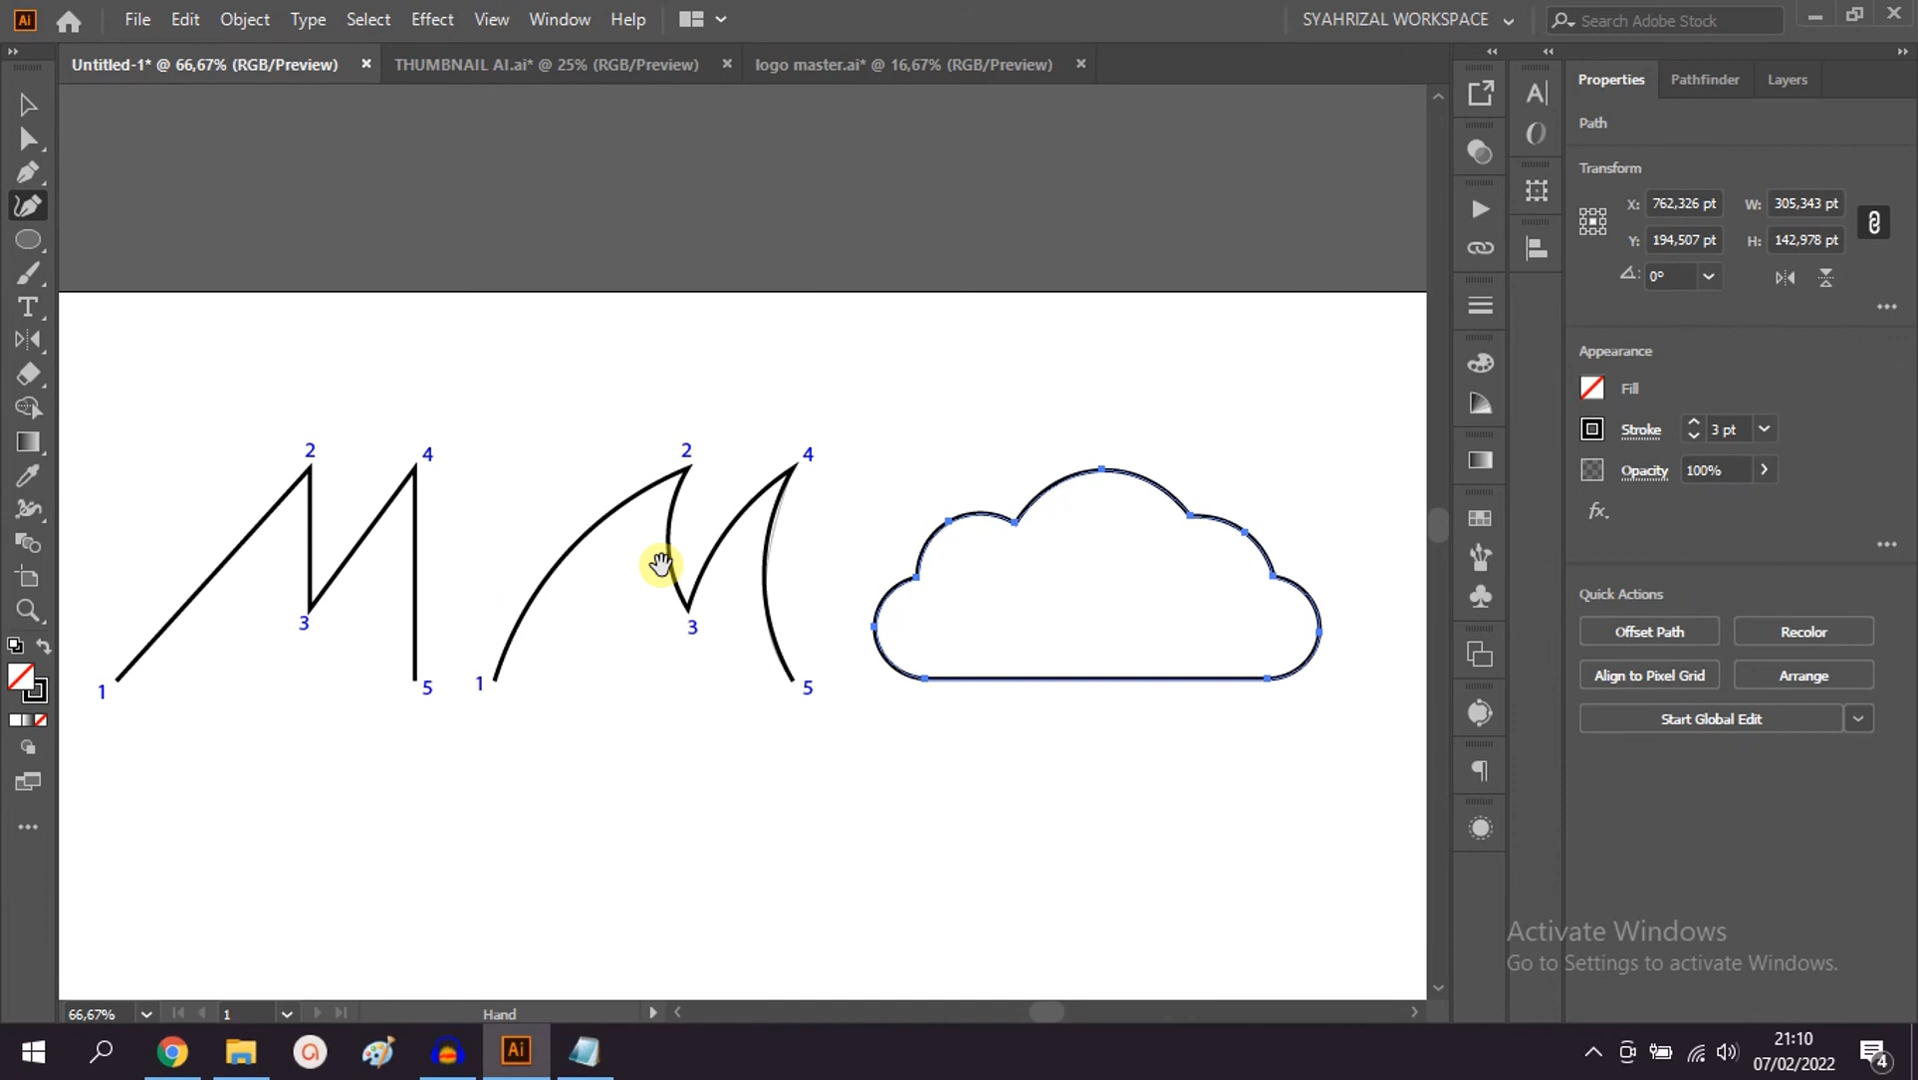 Ai File Edit Object Type Select Effect View Window Help SYAHRIZAL WORKSPACE Search Adobe Stock
Untitled-1* @ 66,67% (RGB/Preview) × THUMBNAIL AI.ai* @ 25% (RGB/Preview) × logo master.ai* @ 16,67% (RGB/Preview) ×
Properties Pathfinder Layers
Path
Transform
X: 762,326 pt W: 305,343 pt
Y: 194,507 pt H: 142,978 pt
0°
Appearance
Fill
Stroke 3 pt
Opacity 100%
fx.
Quick Actions
Offset Path Recolor
Align to Pixel Grid Arrange
Start Global Edit
2 4 2 4
3 3
1 5 1 5
Activate Windows
Go to Settings to activate Windows.
66,67% 1 Hand
Ai
21:10
07/02/2022
4